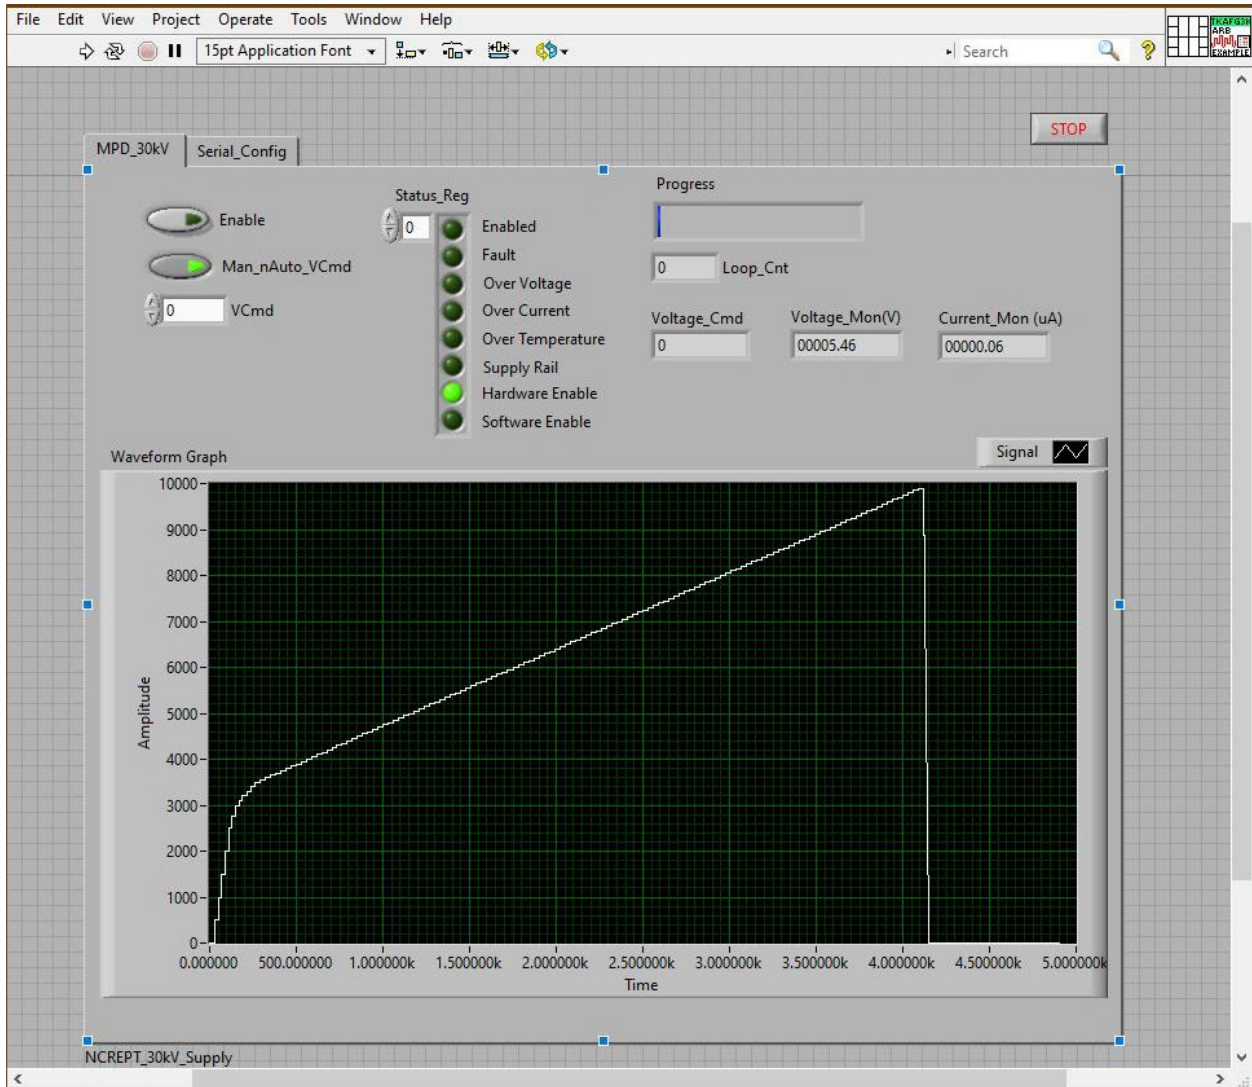 File Edit View Project Operate Tools Window Help
15pt Application Font
Search
TKAFG3K
ARB
EXAMPLE
STOP
MPD_30kV Serial_Config
Enable
Man_nAuto_VCmd
0 VCmd
Status_Reg
0
Enabled
Fault
Over Voltage
Over Current
Over Temperature
Supply Rail
Hardware Enable
Software Enable
Progress
0 Loop_Cnt
Voltage_Cmd Voltage_Mon(V) Current_Mon (uA)
0 00005.46 00000.06
Waveform Graph
Signal
10000
9000
8000
7000
6000
5000
4000
3000
2000
1000
0
Amplitude
0.000000 500.000000 1.000000k 1.500000k 2.000000k 2.500000k 3.000000k 3.500000k 4.000000k 4.500000k 5.000000k
Time
NCREPT_30kV_Supply